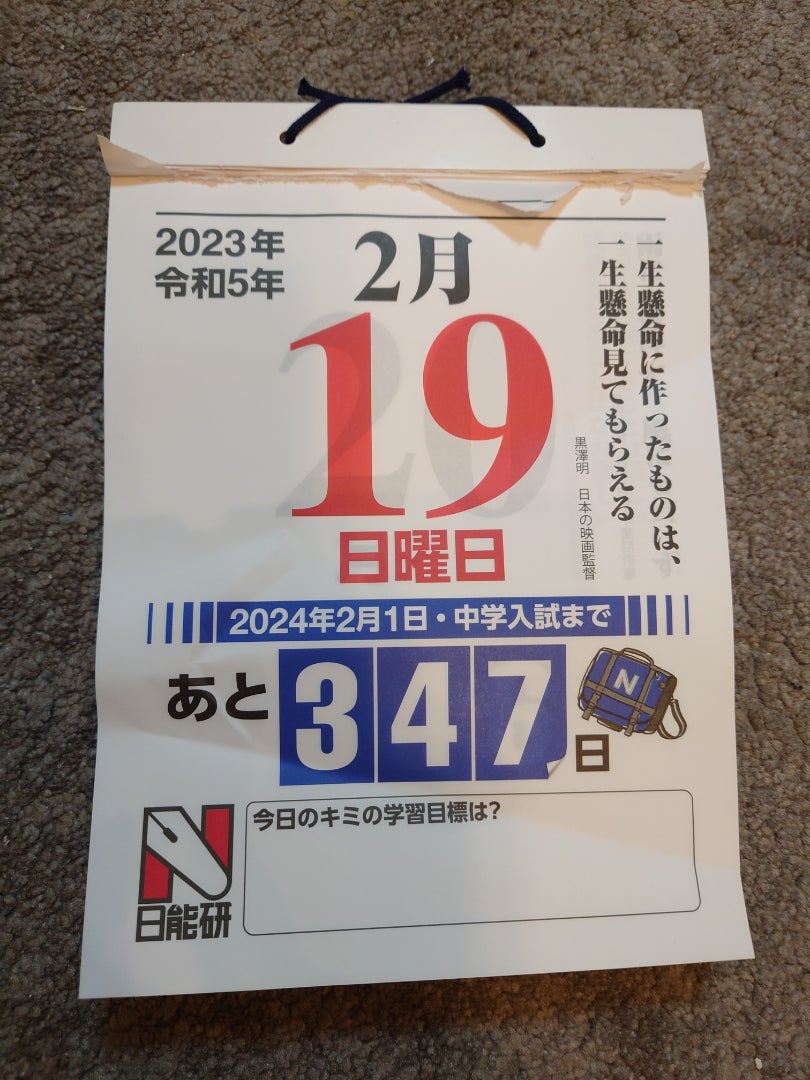 2023年
令和5年
2月
19
日曜日
一生懸命に作ったものは、
一生懸命見てもらえる
黒澤明 日本の映画監督
2024年2月1日・中学入試まで
あと347日
N
今日のキミの学習目標は?
N
日能研